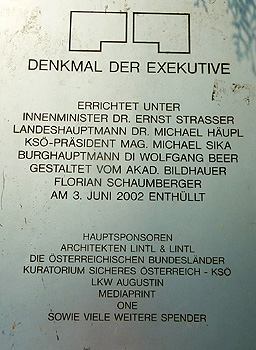 DENKMAL DER EXEKUTIVE
ERRICHTET UNTER
INNENMINISTER DR. ERNST STRASSER
LANDESHAUPTMANN DR. MICHAEL HÄUPL
KSÖ-PRÄSIDENT MAG. MICHAEL SIKA
BURGHAUPTMANN DI WOLFGANG BEER
GESTALTET VOM AKAD. BILDHAUER
FLORIAN SCHAUMBERGER
AM 3. JUNI 2002 ENTHÜLLT
HAUPTSPONSOREN
ARCHITEKTEN LINTL & LINTL
DIE ÖSTERREICHISCHEN BUNDESLÄNDER
KURATORIUM SICHERES ÖSTERREICH - KSÖ
LKW AUGUSTIN
MEDIAPRINT
ONE
SOWIE VIELE WEITERE SPENDER